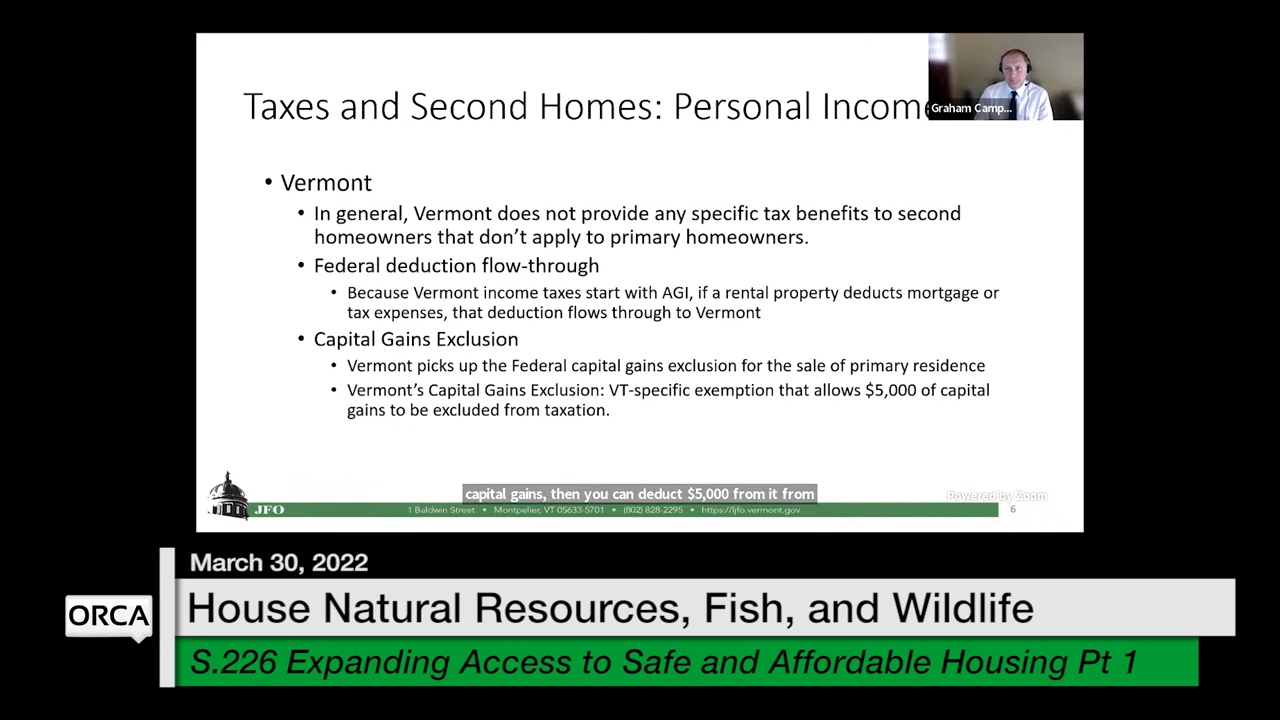 Taxes and Second Homes: Personal Income
Graham Camp...
• Vermont
• In general, Vermont does not provide any specific tax benefits to second
homeowners that don't apply to primary homeowners.
• Federal deduction flow-through
• Because Vermont income taxes start with AGI, if a rental property deducts mortgage or
tax expenses, that deduction flows through to Vermont
• Capital Gains Exclusion
• Vermont picks up the Federal capital gains exclusion for the sale of primary residence
• Vermont's Capital Gains Exclusion: VT-specific exemption that allows $5,000 of capital
gains to be excluded from taxation.
capital gains, then you can deduct $5,000 from it from
Powered by Zoom
JFO
1 Baldwin Street • Montpelier, VT 05633-5701 • (802) 828-2295 • https://ljfo.vermont.gov
6
March 30, 2022
ORCA
House Natural Resources, Fish, and Wildlife
S.226 Expanding Access to Safe and Affordable Housing Pt 1